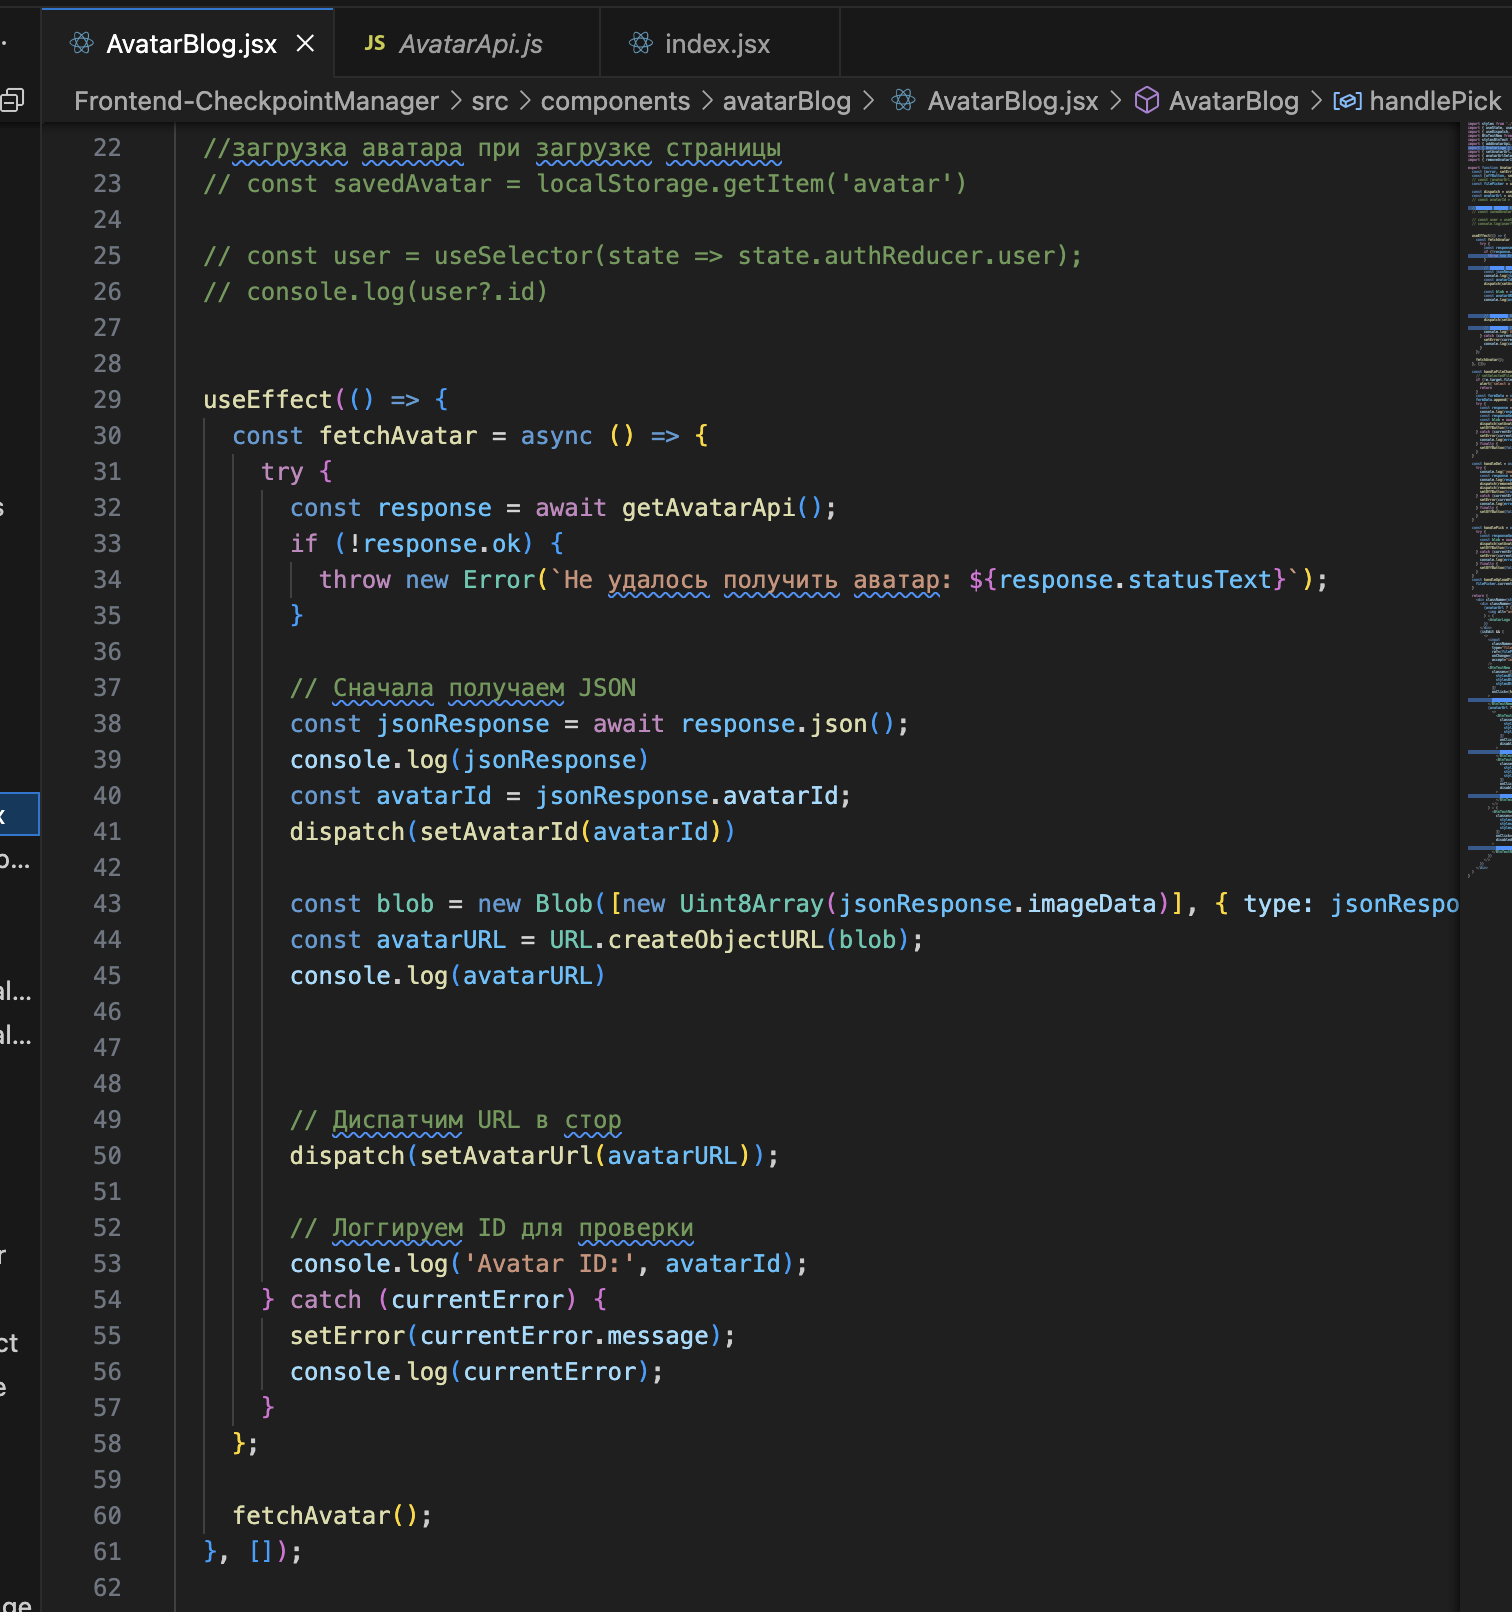 AvatarBlog.jsx
JS AvatarApi.js
index.jsx
Frontend-CheckpointManager > src > components > avatarBlog > AvatarBlog.jsx > AvatarBlog > handlePick
22 //загрузка аватара при загрузке страницы
23 // const savedAvatar = localStorage.getItem('avatar')
24
25 // const user = useSelector(state => state.authReducer.user);
26 // console.log(user?.id)
27
28
29 useEffect(() => {
30 const fetchAvatar = async () => {
31 try {
32 const response = await getAvatarApi();
33 if (!response.ok) {
34 throw new Error(`Не удалось получить аватар: ${response.statusText}`);
35 }
36
37 // Сначала получаем JSON
38 const jsonResponse = await response.json();
39 console.log(jsonResponse)
40 const avatarId = jsonResponse.avatarId;
41 dispatch(setAvatarId(avatarId))
42
43 const blob = new Blob([new Uint8Array(jsonResponse.imageData)], { type: jsonRespo
44 const avatarURL = URL.createObjectURL(blob);
45 console.log(avatarURL)
46
47
48
49 // Диспатчим URL в стор
50 dispatch(setAvatarUrl(avatarURL));
51
52 // Логгируем ID для проверки
53 console.log('Avatar ID:', avatarId);
54 } catch (currentError) {
55 setError(currentError.message);
56 console.log(currentError);
57 }
58 };
59
60 fetchAvatar();
61 }, []);
62